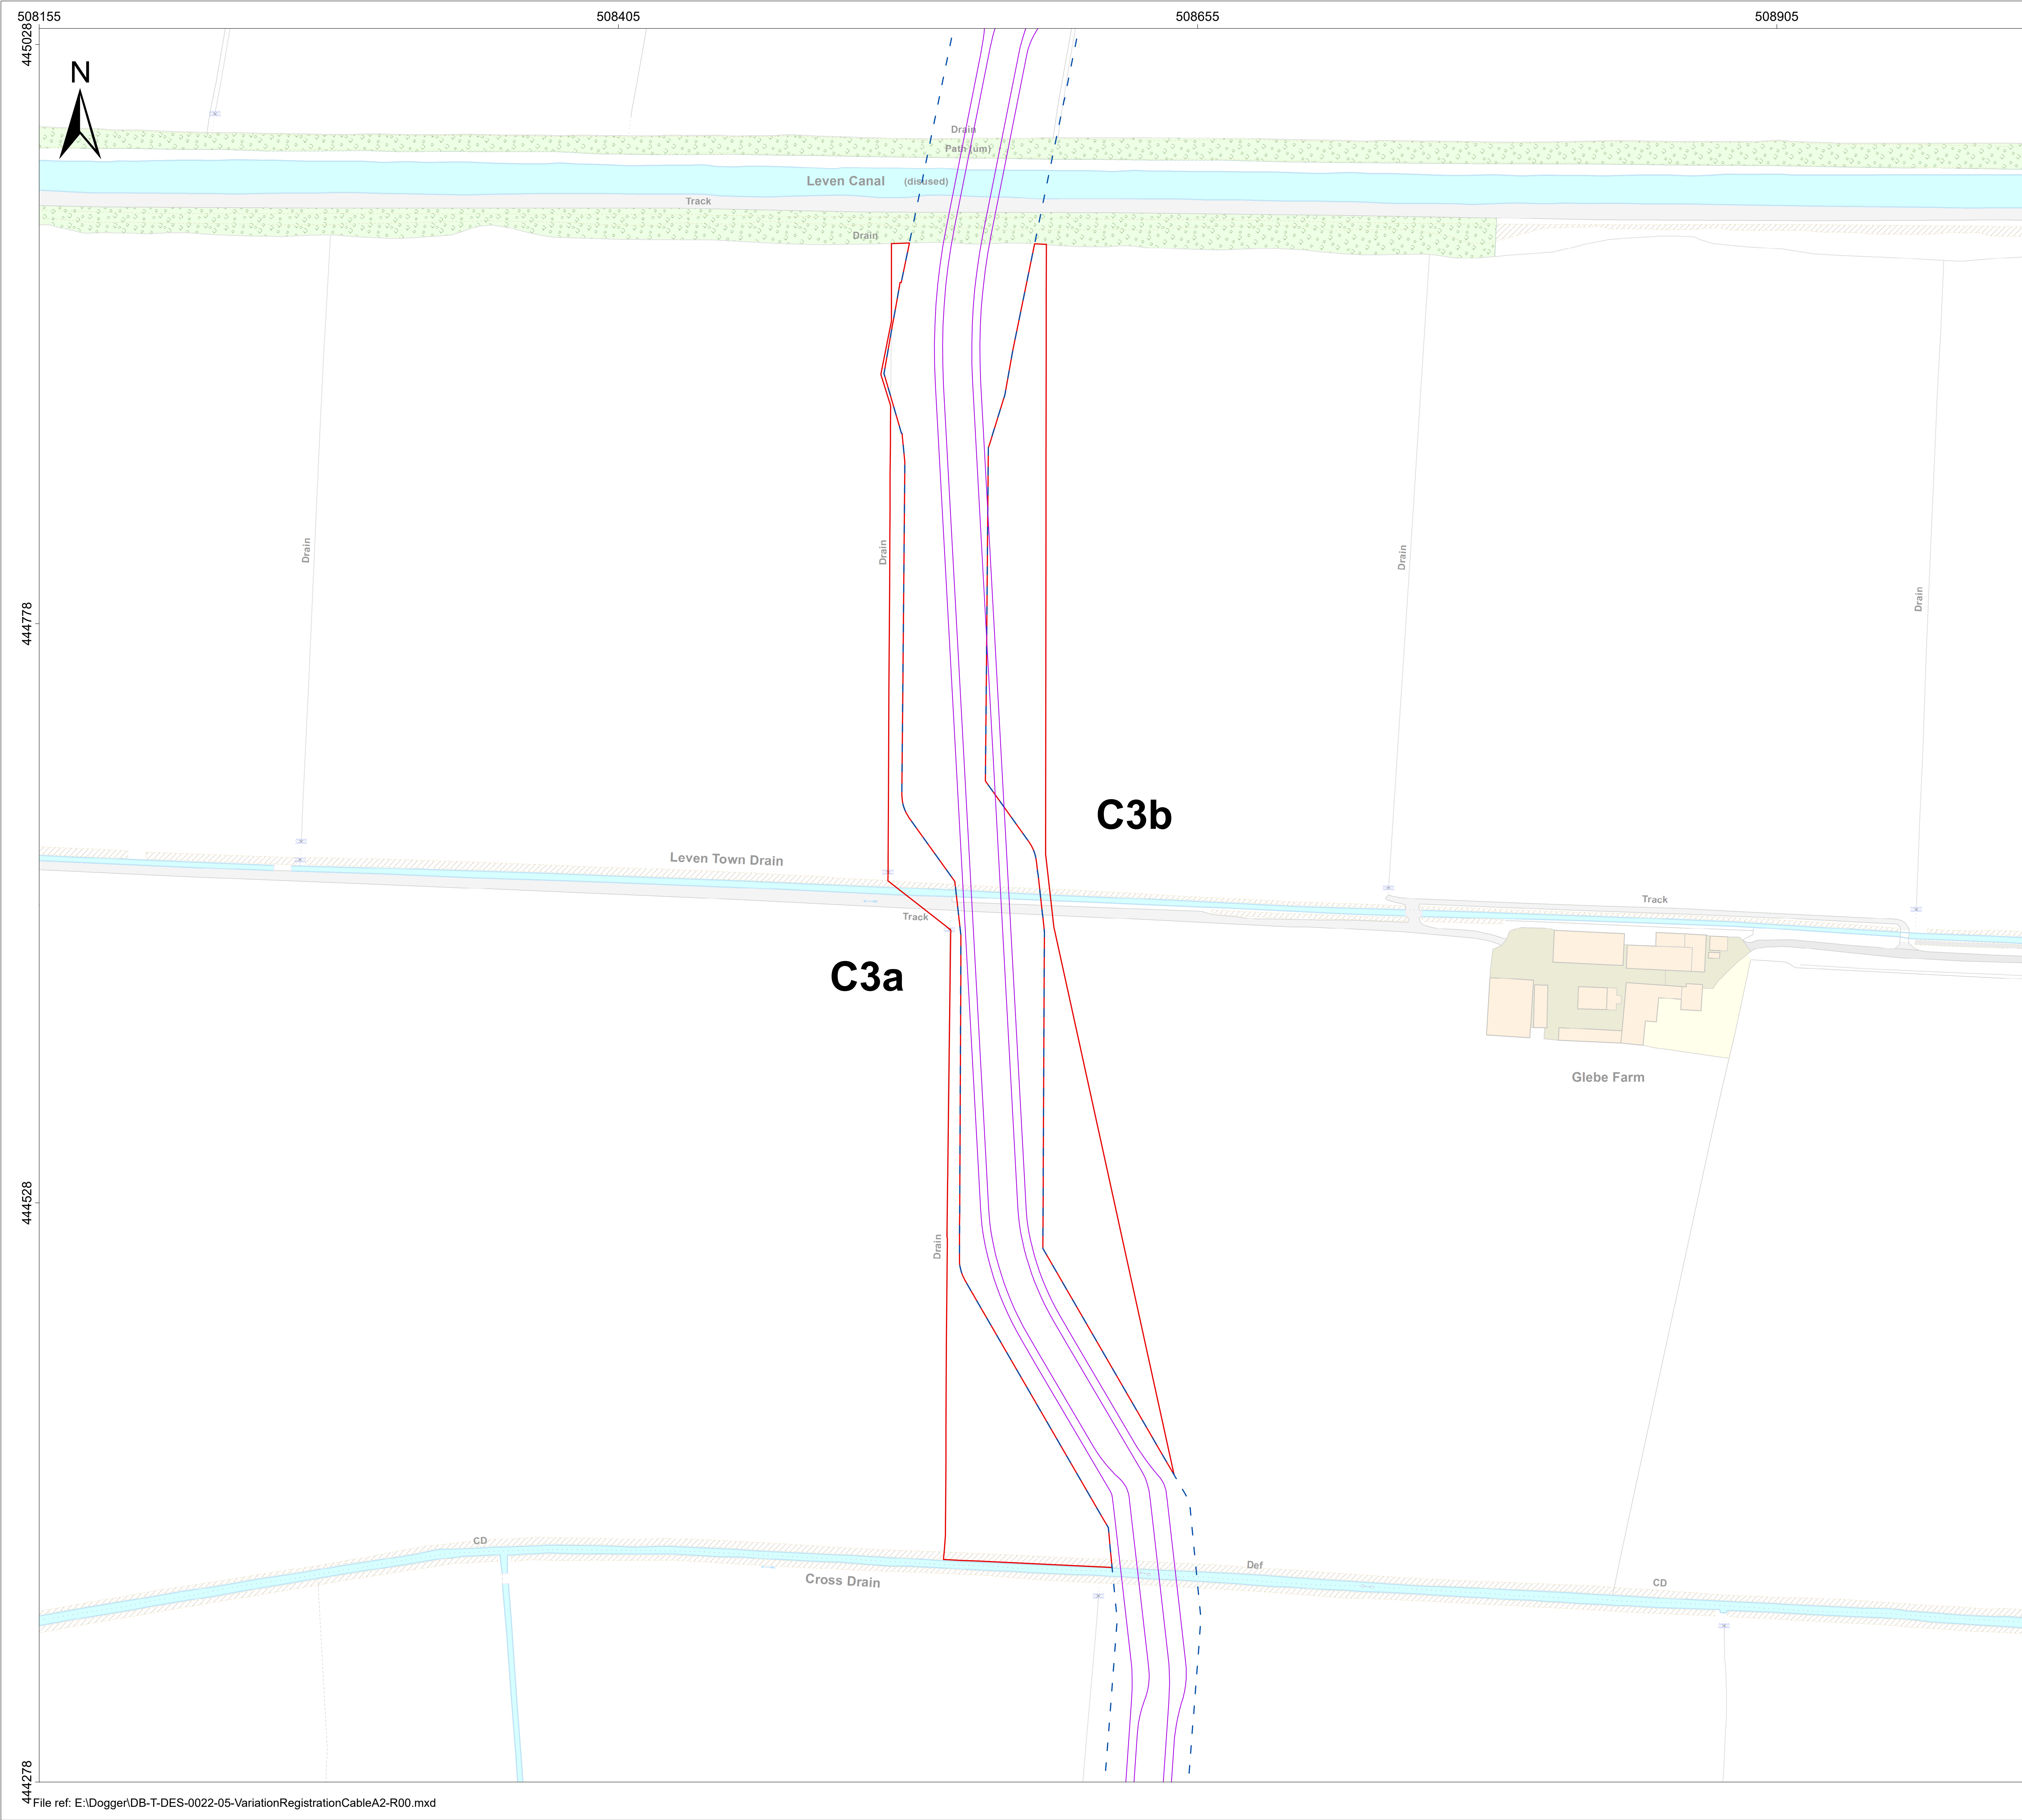 508155 508405 508655 508905
445028
N
Drain
Path (um)
Leven Canal (disused)
Track
Drain
Drain
Drain
Drain
Drain
444778
C3b
Leven Town Drain
Track
Track
C3a
Glebe Farm
444528
Drain
CD
Def
Cross Drain
CD
444278
File ref: E:\Dogger\DB-T-DES-0022-05-VariationRegistrationCableA2-R00.mxd